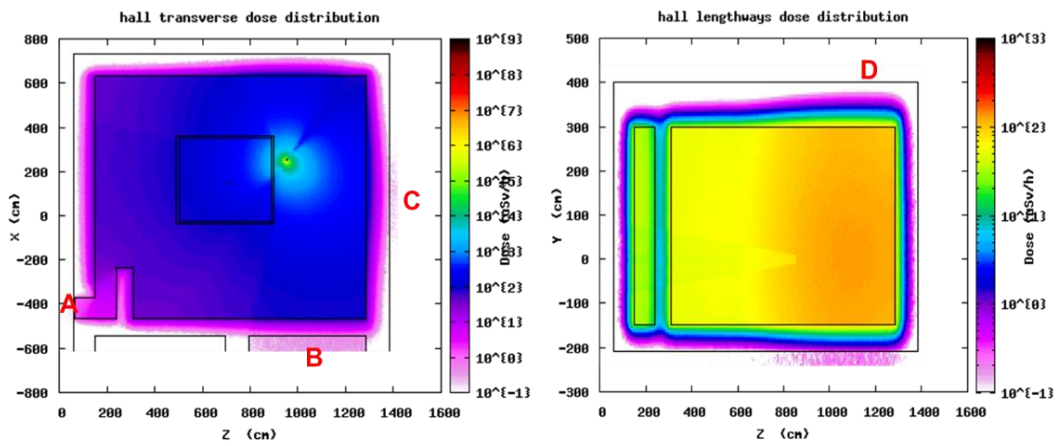 hall transverse dose distribution
800
600
400
200
0
-200
-400
-600
-800
X (cm)
0 200 400 600 800 1000 1200 1400 1600
Z (cm)
10^{9}
10^{8}
10^{7}
10^{6}
10^{5}
10^{4}
10^{3}
10^{2}
10^{1}
10^{0}
10^{-1}
Dose (µSv/h)
A
B
C
hall lengthways dose distribution
500
400
300
200
100
0
-100
-200
-300
Y (cm)
0 200 400 600 800 1000 1200 1400 1600
Z (cm)
10^{3}
10^{2}
10^{1}
10^{0}
10^{-1}
Dose (µSv/h)
D